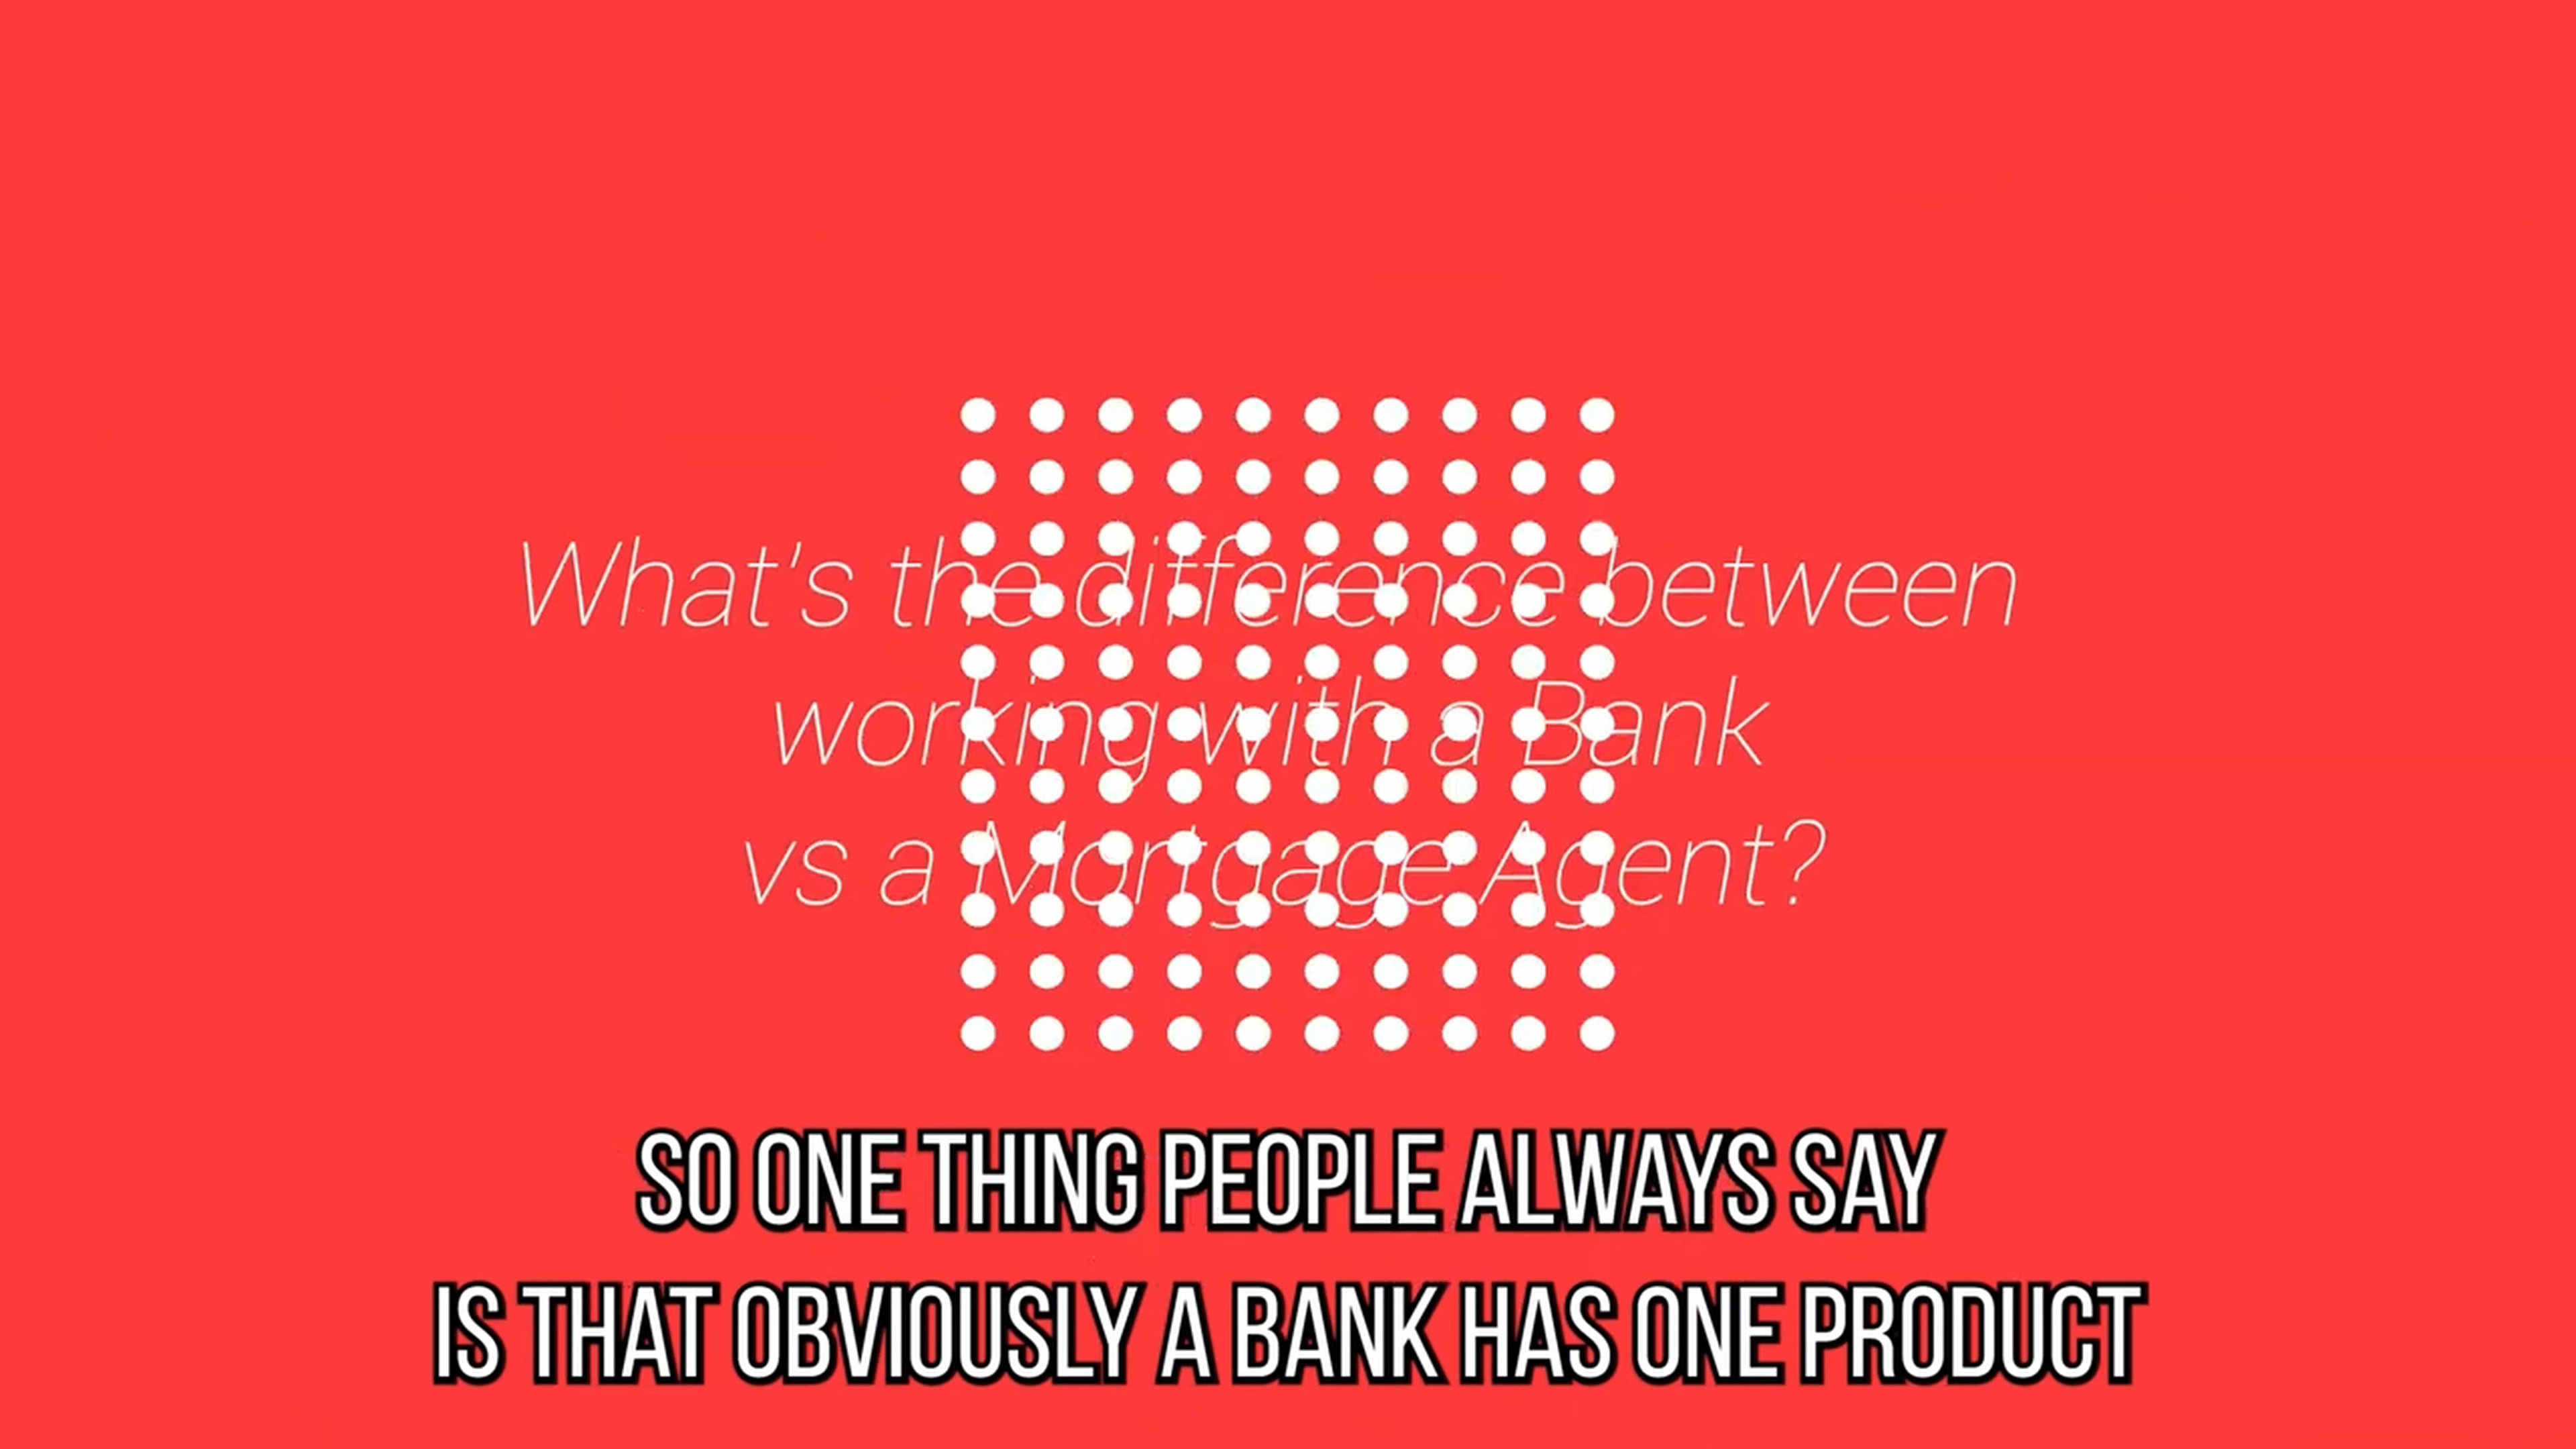 What's the difference between
working with a Bank
vs a Mortgage Agent?
SO ONE THING PEOPLE ALWAYS SAY
IS THAT OBVIOUSLY A BANK HAS ONE PRODUCT